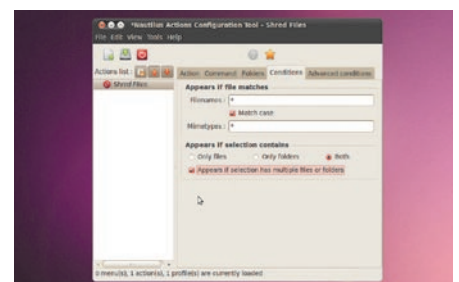 *Nautilus Actions Configuration Tool - Shred Files
File Edit View Tools Help
Actions list :
Action Command Folders Conditions Advanced conditions
Shred Files
Appears if file matches
Filenames : *
Match case
Mimetypes : *
Appears if selection contains
Only files Only folders Both
Appears if selection has multiple files or folders
0 menu(s), 1 action(s), 1 profile(s) are currently loaded